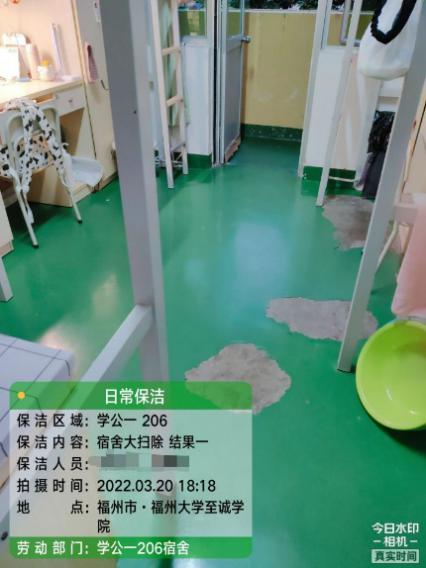 日常保洁
保洁区域：学公一 206
保洁内容：宿舍大扫除 结果一
保洁人员：
拍摄时间：2022.03.20 18:18
地点：福州市·福州大学至诚学
院
劳动部门：学公一206宿舍
今日水印
相机
真实时间